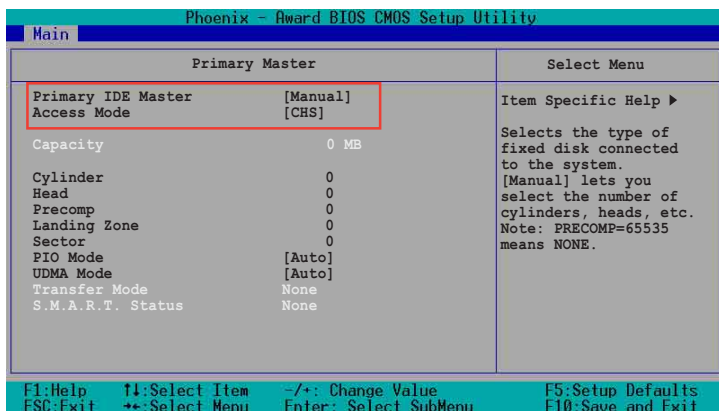 Phoenix - Award BIOS CMOS Setup Utility
Main
Primary Master
Select Menu
Primary IDE Master [Manual]
Access Mode [CHS]
Capacity 0 MB
Cylinder 0
Head 0
Precomp 0
Landing Zone 0
Sector 0
PIO Mode [Auto]
UDMA Mode [Auto]
Transfer Mode None
S.M.A.R.T. Status None
Item Specific Help ▶
Selects the type of
fixed disk connected
to the system.
[Manual] lets you
select the number of
cylinders, heads, etc.
Note: PRECOMP=65535
means NONE.
F1:Help ↑↓:Select Item -/+: Change Value F5:Setup Defaults
ESC:Exit →←:Select Menu Enter: Select SubMenu F10:Save and Exit